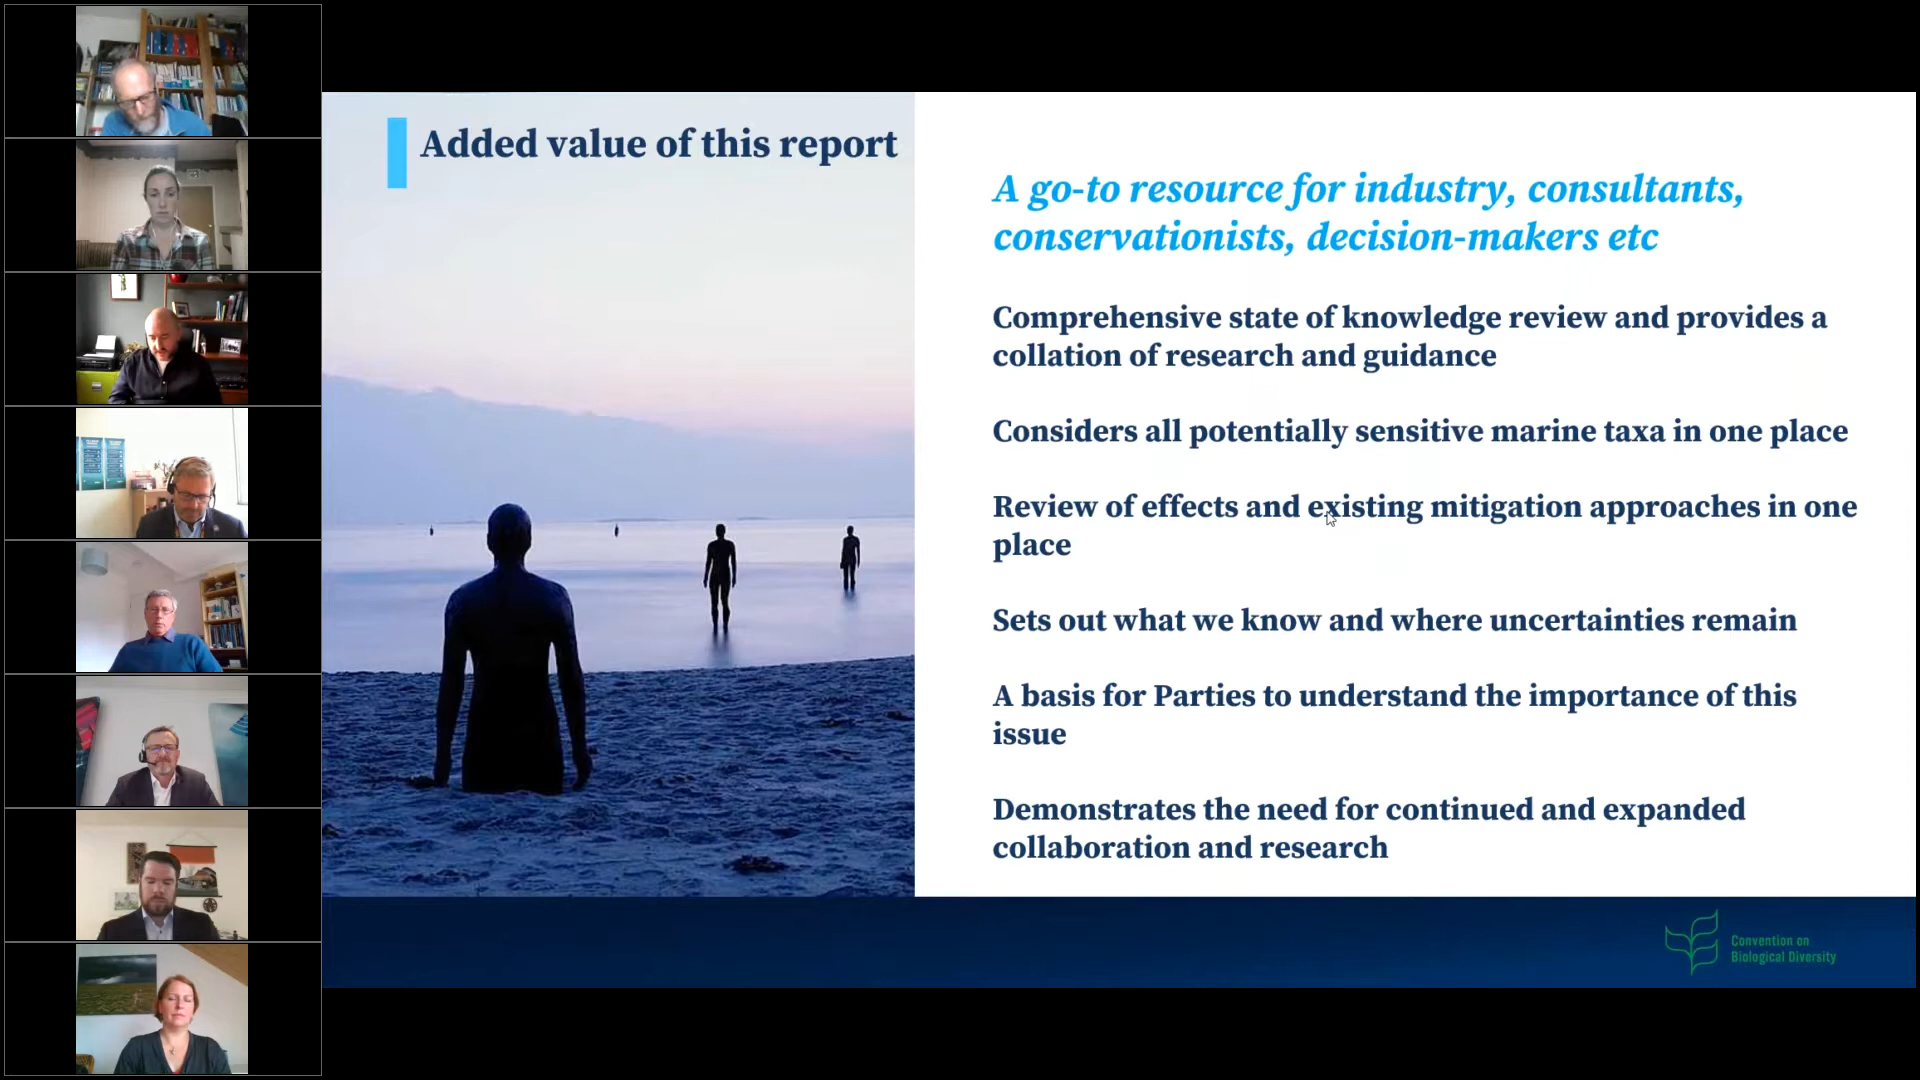 Added value of this report
A go-to resource for industry, consultants,
conservationists, decision-makers etc
Comprehensive state of knowledge review and provides a
collation of research and guidance
Considers all potentially sensitive marine taxa in one place
Review of effects and existing mitigation approaches in one
place
Sets out what we know and where uncertainties remain
A basis for Parties to understand the importance of this
issue
Demonstrates the need for continued and expanded
collaboration and research
Convention on
Biological Diversity